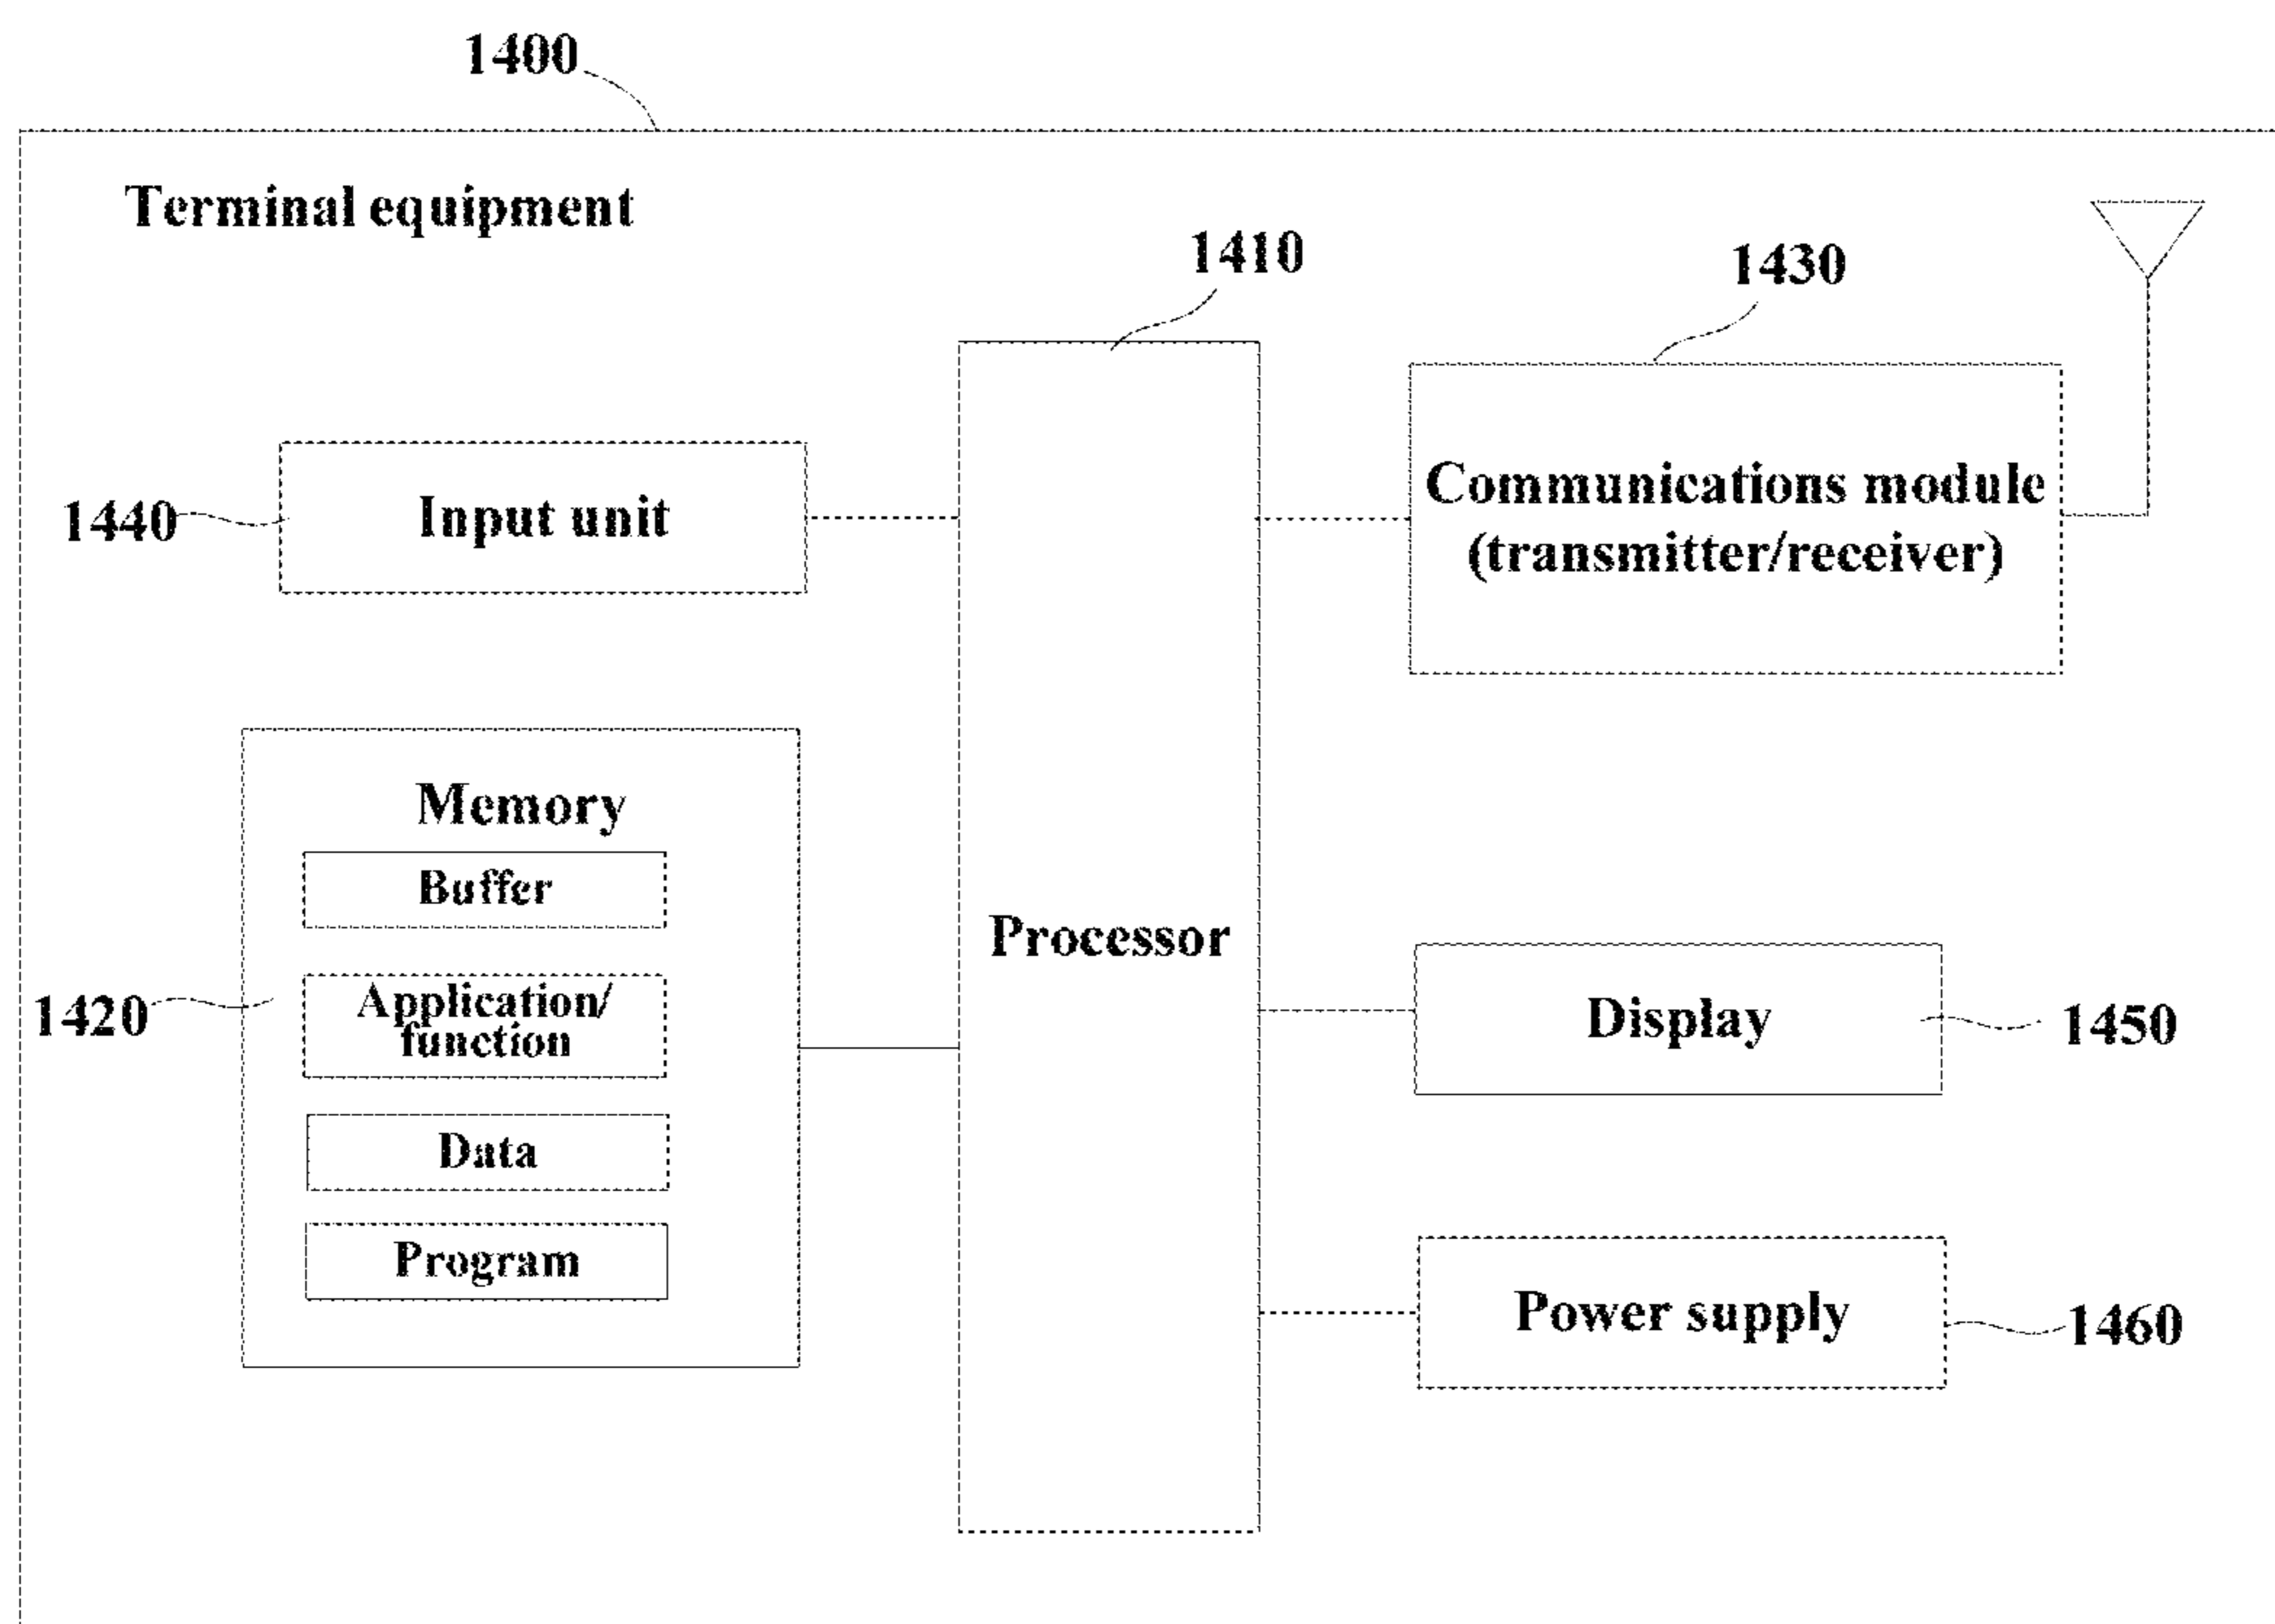 1400
Terminal equipment
1410
1430
1440
Input unit
Communications module
(transmitter/receiver)
Memory
Buffer
1420
Application/
function
Data
Program
Processor
Display
1450
Power supply
1460